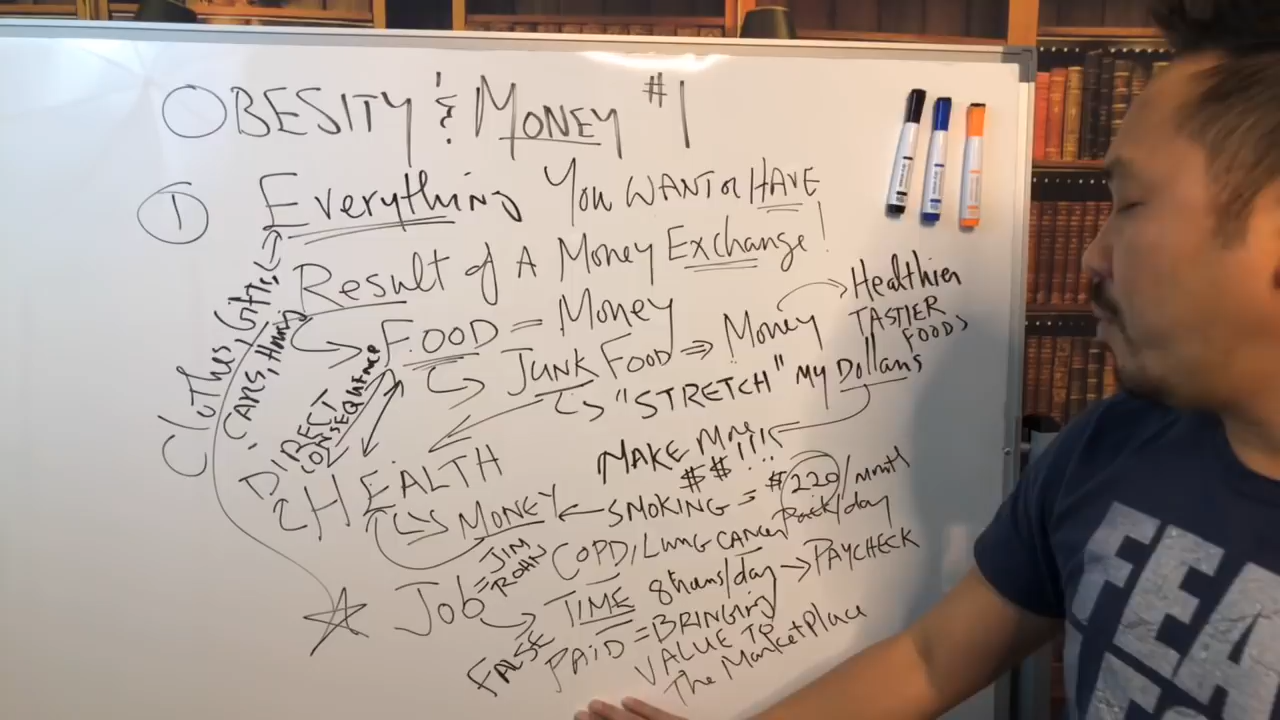 OBESITY & MONEY #1
① Everything You WANT or HAVE
Result of A Money Exchange!
Clothes, Gifts,
CARS, Homes
FOOD = Money
JUNK FOOD ⇒ Money → Healthier
TASTIER
FOODS
"STRETCH" My Dollars
DIRECT
CONSEQUENCE
MAKE More
$$!!!
HEALTH
MONEY ← SMOKING = $220/month
Pack/day
COPD, LUNG CANCER
Job = JIM
ROHN
TIME 8 hours/day → PAYCHECK
FALSE
PAID = BRINGING
VALUE TO
The MarketPlace
FEA